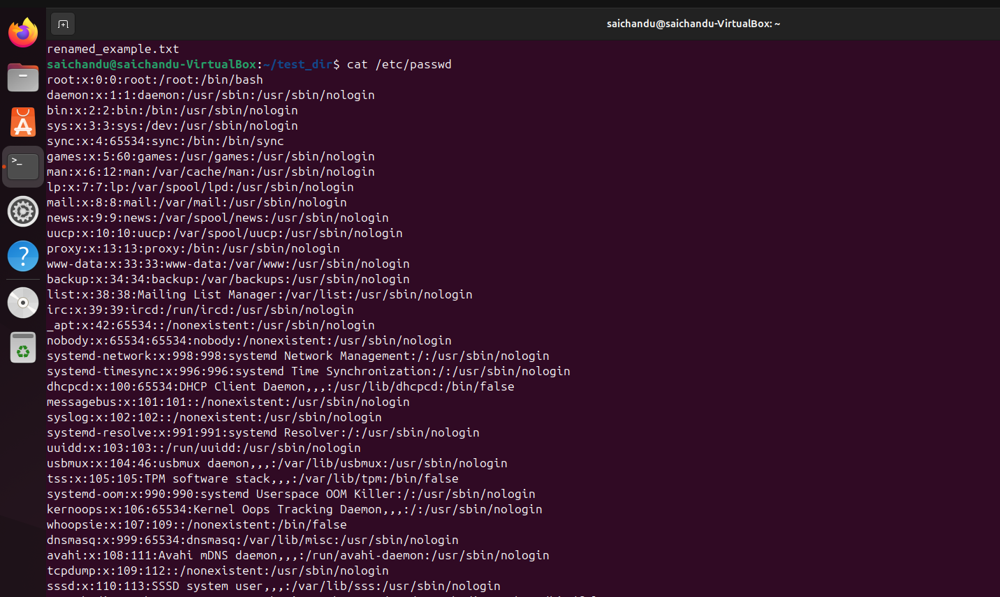 saichandu@saichandu-VirtualBox: ~
renamed_example.txt
saichandu@saichandu-VirtualBox:~/test_dir$ cat /etc/passwd
root:x:0:0:root:/root:/bin/bash
daemon:x:1:1:daemon:/usr/sbin:/usr/sbin/nologin
bin:x:2:2:bin:/bin:/usr/sbin/nologin
sys:x:3:3:sys:/dev:/usr/sbin/nologin
sync:x:4:65534:sync:/bin:/bin/sync
games:x:5:60:games:/usr/games:/usr/sbin/nologin
man:x:6:12:man:/var/cache/man:/usr/sbin/nologin
lp:x:7:7:lp:/var/spool/lpd:/usr/sbin/nologin
mail:x:8:8:mail:/var/mail:/usr/sbin/nologin
news:x:9:9:news:/var/spool/news:/usr/sbin/nologin
uucp:x:10:10:uucp:/var/spool/uucp:/usr/sbin/nologin
proxy:x:13:13:proxy:/bin:/usr/sbin/nologin
www-data:x:33:33:www-data:/var/www:/usr/sbin/nologin
backup:x:34:34:backup:/var/backups:/usr/sbin/nologin
list:x:38:38:Mailing List Manager:/var/list:/usr/sbin/nologin
irc:x:39:39:ircd:/run/ircd:/usr/sbin/nologin
_apt:x:42:65534::/nonexistent:/usr/sbin/nologin
nobody:x:65534:65534:nobody:/nonexistent:/usr/sbin/nologin
systemd-network:x:998:998:systemd Network Management:/:/usr/sbin/nologin
systemd-timesync:x:996:996:systemd Time Synchronization:/:/usr/sbin/nologin
dhcpcd:x:100:65534:DHCP Client Daemon,,,:/usr/lib/dhcpcd:/bin/false
messagebus:x:101:101::/nonexistent:/usr/sbin/nologin
syslog:x:102:102::/nonexistent:/usr/sbin/nologin
systemd-resolve:x:991:991:systemd Resolver:/:/usr/sbin/nologin
uuidd:x:103:103::/run/uuidd:/usr/sbin/nologin
usbmux:x:104:46:usbmux daemon,,,:/var/lib/usbmux:/usr/sbin/nologin
tss:x:105:105:TPM software stack,,,:/var/lib/tpm:/bin/false
systemd-oom:x:990:990:systemd Userspace OOM Killer:/:/usr/sbin/nologin
kernoops:x:106:65534:Kernel Oops Tracking Daemon,,,:/:/usr/sbin/nologin
whoopsie:x:107:109::/nonexistent:/bin/false
dnsmasq:x:999:65534:dnsmasq:/var/lib/misc:/usr/sbin/nologin
avahi:x:108:111:Avahi mDNS daemon,,,:/run/avahi-daemon:/usr/sbin/nologin
tcpdump:x:109:112::/nonexistent:/usr/sbin/nologin
sssd:x:110:113:SSSD system user,,,:/var/lib/sss:/usr/sbin/nologin